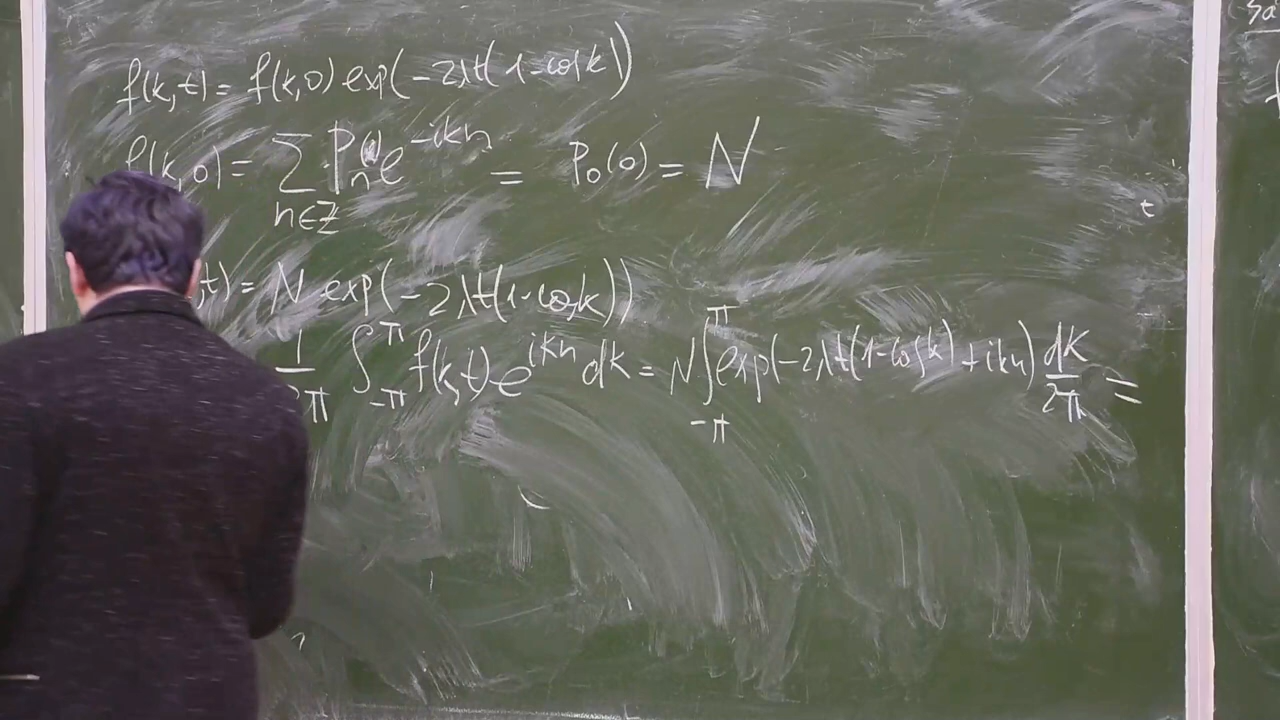 f(k,t) = f(k,0) exp(-2λt(1-cos k))
f(k,0) = ∑ Pₙ(0) e^{-ikn} = P₀(0) = N
n∈ℤ
,t) = N exp(-2λt(1-cos k))
1/2π ∫_{-π}^{π} f(k,t) e^{ikn} dk = N ∫_{-π}^{π} exp(-2λt(1-cos k) + ikn) dk/2π =
t